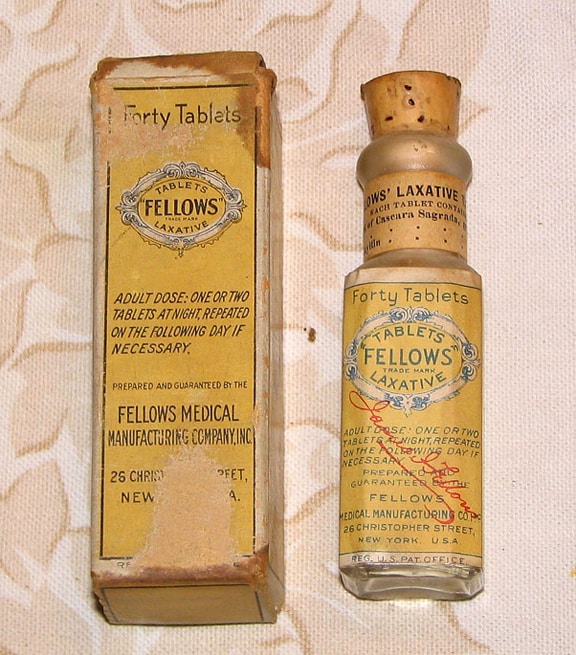 Forty Tablets
TABLETS
"FELLOWS"
TRADE MARK
LAXATIVE
ADULT DOSE: ONE OR TWO
TABLETS AT NIGHT, REPEATED
ON THE FOLLOWING DAY IF
NECESSARY.
PREPARED AND GUARANTEED BY THE
FELLOWS MEDICAL
MANUFACTURING COMPANY, INC.
26 CHRIS
NEW
OWS' LAXATIVE
EACH TABLET CONTA
of Cascara Sagrada,
Forty Tablets
TABLETS
"FELLOWS"
TRADE MARK
LAXATIVE
ADULT DOSE: ONE OR TWO
TABLETS AT NIGHT, REPEATED
ON THE FOLLOWING DAY IF
NECESSARY
PREPARED AND
GUARANTEED BY THE
FELLOWS
MEDICAL MANUFACTURING CO.
26 CHRISTOPHER STREET,
NEW YORK. U.S.A
REG. U.S. PAT. OFFICE.